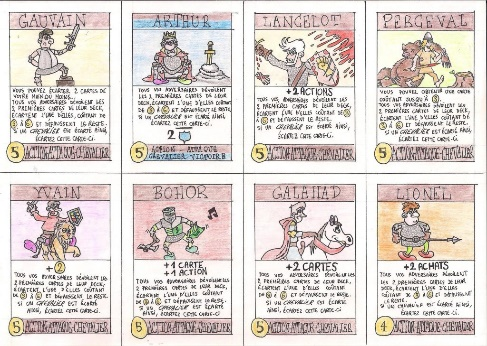 GAUVAIN
VOUS POUVEZ ÉCARTER 2 CARTES DE
VOTRE MAIN OU MOINS.
TOUS VOS ADVERSAIRES DÉVOILENT LES
2 PREMIÈRES CARTES DE LEUR DECK,
ÉCARTENT L'UNE D'ELLES, COÛTANT DE
3 À 6 ET DÉFAUSSENT LE RESTE.
SI UN CHEVALIER EST ÉCARTÉ AINSI,
ÉCARTEZ CETTE CARTE-CI.
5 ACTION-ATTAQUE-CHEVALIER
ARTHUR
TOUS VOS ADVERSAIRES DÉVOILENT
LES 2 PREMIÈRES CARTES DE LEUR
DECK, ÉCARTENT L'UNE D'ELLES COÛTANT
DE 3 À 6 ET DÉFAUSSENT LE RESTE.
SI UN CHEVALIER EST ÉCARTÉ AINSI,
ÉCARTEZ CETTE CARTE-CI.
2
5 ACTION - ATTAQUE
CHEVALIER VICTOIRE
LANCELOT
+2 ACTIONS
TOUS VOS ADVERSAIRES DÉVOILENT LES
2 PREMIÈRES CARTES DE LEUR DECK,
ÉCARTENT L'UNE D'ELLES COÛTANT DE
3 À 6 ET DÉFAUSSENT LE RESTE.
SI UN CHEVALIER EST ÉCARTÉ AINSI,
ÉCARTEZ CETTE CARTE-CI.
5 ACTION-ATTAQUE-CHEVALIER
PERCEVAL
COÛTANT JUSQU'À 3.
TOUS VOS ADVERSAIRES DÉVOILENT LES
2 PREMIÈRES CARTES DE LEUR DECK,
ÉCARTENT L'UNE D'ELLES COÛTANT DE
3 À 6 ET DÉFAUSSENT LE RESTE.
SI UN CHEVALIER EST ÉCARTÉ AINSI,
ÉCARTEZ CETTE CARTE-CI.
5 ACTION-ATTAQUE-CHEVALIER
YVAIN
+2
TOUS VOS ADVERSAIRES DÉVOILENT LES
2 PREMIÈRES CARTES DE LEUR DECK,
ÉCARTENT L'UNE D'ELLES COÛTANT DE
3 À 6 ET DÉFAUSSENT LE RESTE.
SI UN CHEVALIER EST ÉCARTÉ
AINSI, ÉCARTEZ CETTE CARTE-CI.
5 ACTION-ATTAQUE-CHEVALIER
BOHOR
+1 CARTE,
+1 ACTION
TOUS VOS ADVERSAIRES DÉVOILENT LES
2 PREMIÈRES CARTES DE LEUR DECK,
ÉCARTENT L'UNE D'ELLES COÛTANT DE
3 À 6 ET DÉFAUSSENT LE RESTE.
SI UN CHEVALIER EST ÉCARTÉ
AINSI, ÉCARTEZ CETTE CARTE-CI.
5 ACTION-ATTAQUE-CHEVALIER
GALAHAD
+2 CARTES
TOUS VOS ADVERSAIRES DÉVOILENT
LES 2 PREMIÈRES CARTES DE LEUR DECK,
ÉCARTENT L'UNE D'ELLES COÛTANT DE
3 À 6 ET DÉFAUSSENT LE RESTE.
SI UN CHEVALIER EST ÉCARTÉ
AINSI, ÉCARTEZ CETTE CARTE-CI.
5 ACTION-ATTAQUE-CHEVALIER
LIONEL
+2 ACHATS
TOUS VOS ADVERSAIRES DÉVOILENT
LES 2 PREMIÈRES CARTES DE LEUR DECK,
ÉCARTENT L'UNE D'ELLES COÛTANT
DE 3 À 6 ET DÉFAUSSENT LE
RESTE. SI UN CHEVALIER EST ÉCARTÉ
AINSI, ÉCARTEZ CETTE CARTE-CI.
4 ACTION-ATTAQUE-CHEVALIER